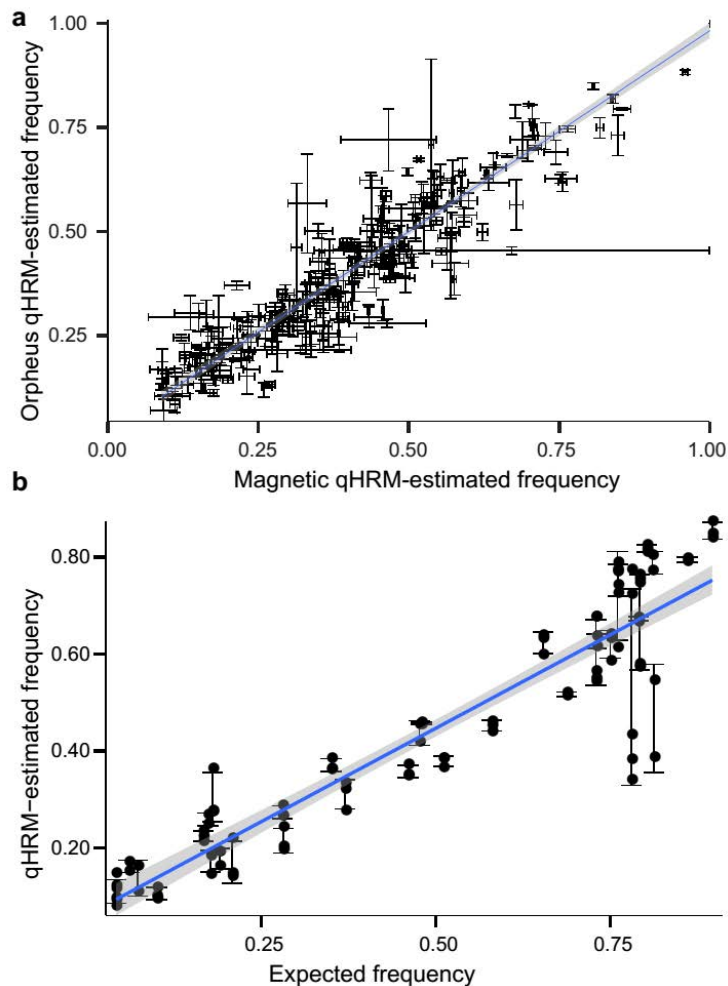 a
1.00
0.75
0.50
0.25
Orpheus qHRM-estimated frequency
0.00 0.25 0.50 0.75 1.00
Magnetic qHRM-estimated frequency
b
0.80
0.60
0.40
0.20
qHRM−estimated frequency
0.25 0.50 0.75
Expected frequency